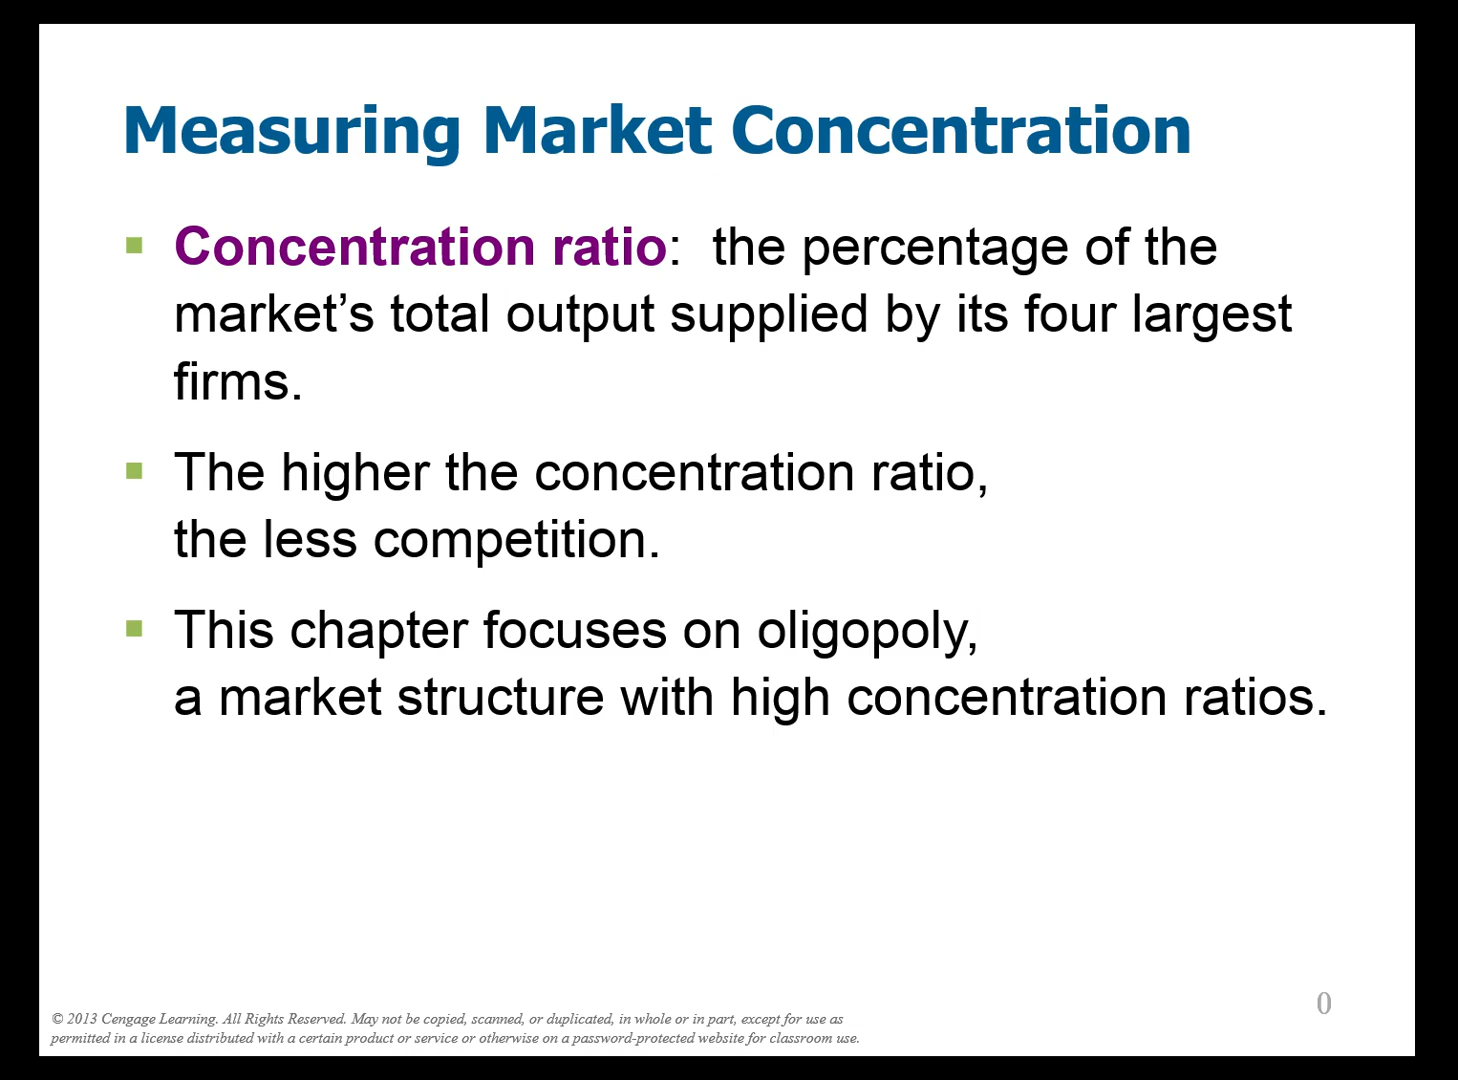 Measuring Market Concentration
Concentration ratio:  the percentage of the
market’s total output supplied by its four largest
firms.
The higher the concentration ratio,
the less competition.
This chapter focuses on oligopoly,
a market structure with high concentration ratios.
0
© 2013 Cengage Learning. All Rights Reserved. May not be copied, scanned, or duplicated, in whole or in part, except for use as
permitted in a license distributed with a certain product or service or otherwise on a password-protected website for classroom use.